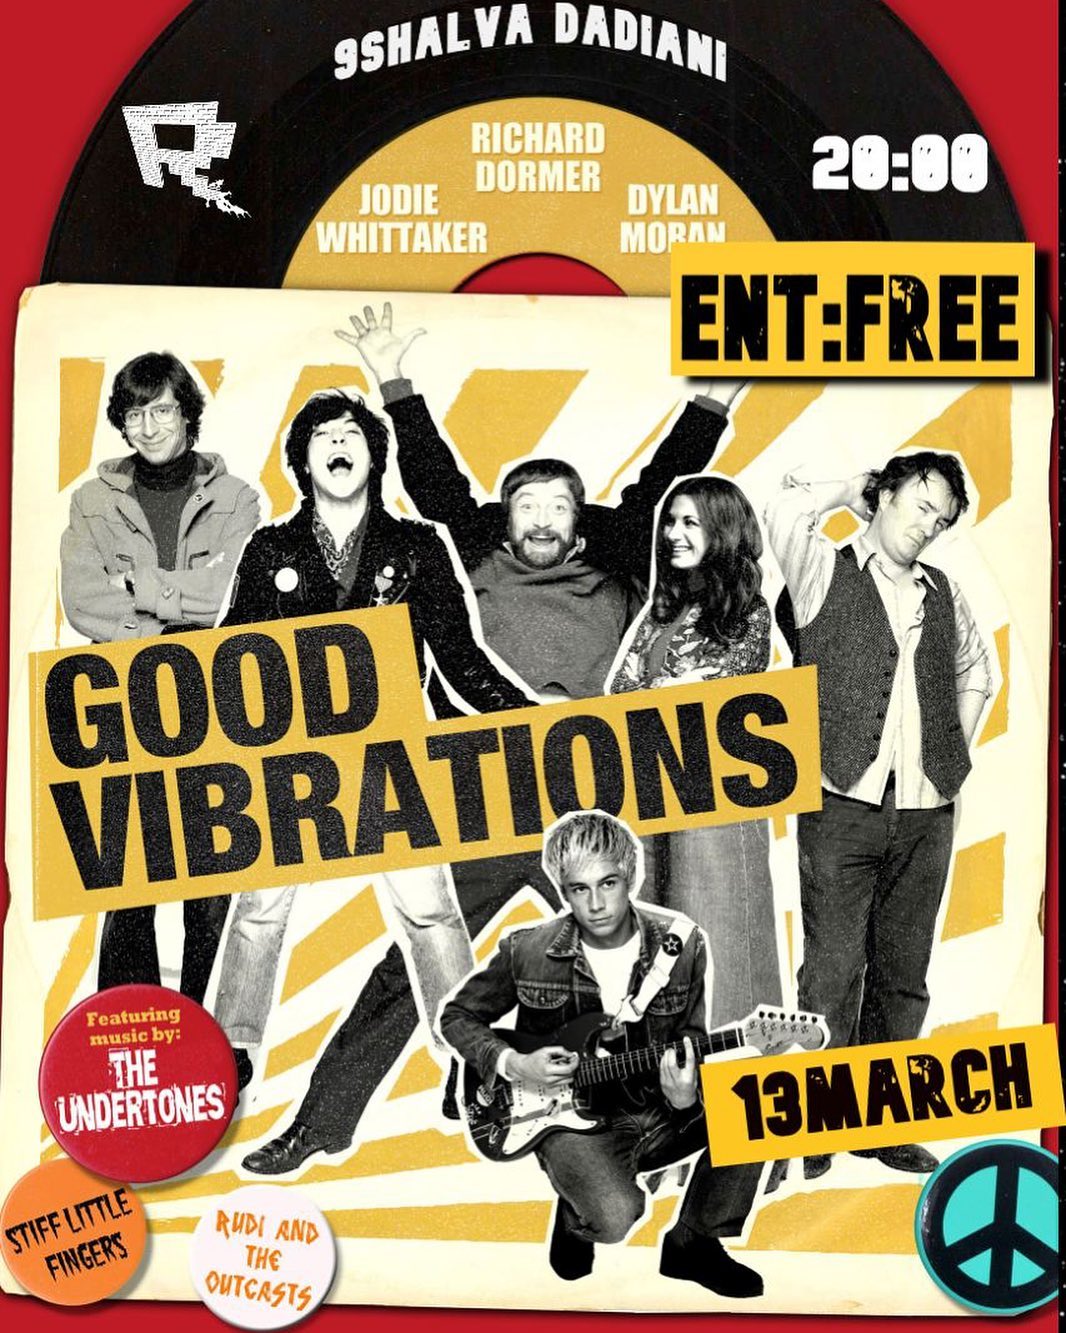 9SHALVA DADIANI
20:00
RICHARD
DORMER
JODIE
WHITTAKER
DYLAN
MORAN
ENT:FREE
GOOD
VIBRATIONS
Featuring
music by:
THE
UNDERTONES
13MARCH
STIFF LITTLE
FINGERS
RUDI AND
THE
OUTCASTS